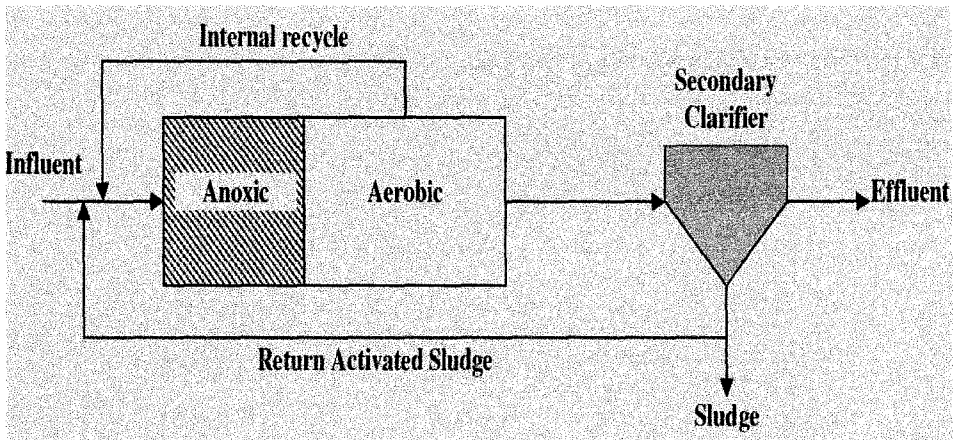 Internal recycle
Secondary
Clarifier
Influent
Anoxic
Aerobic
Effluent
Return Activated Sludge
Sludge